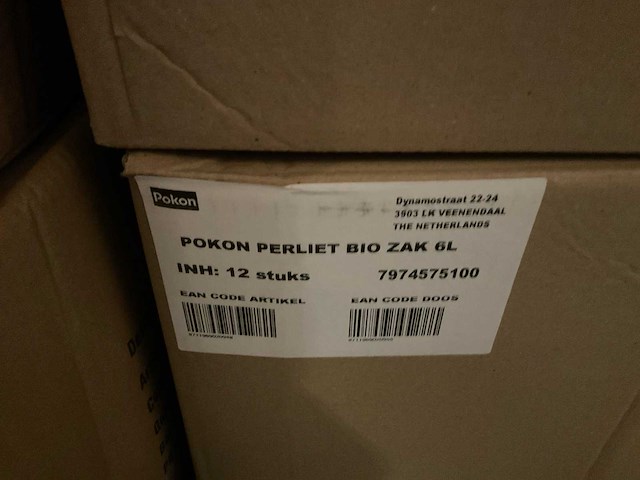 Pokon
Dynamostraat 22-24
3903 LK VEENENDAAL
THE NETHERLANDS
POKON PERLIET BIO ZAK 6L
INH: 12 stuks
7974575100
EAN CODE ARTIKEL
EAN CODE DOOS